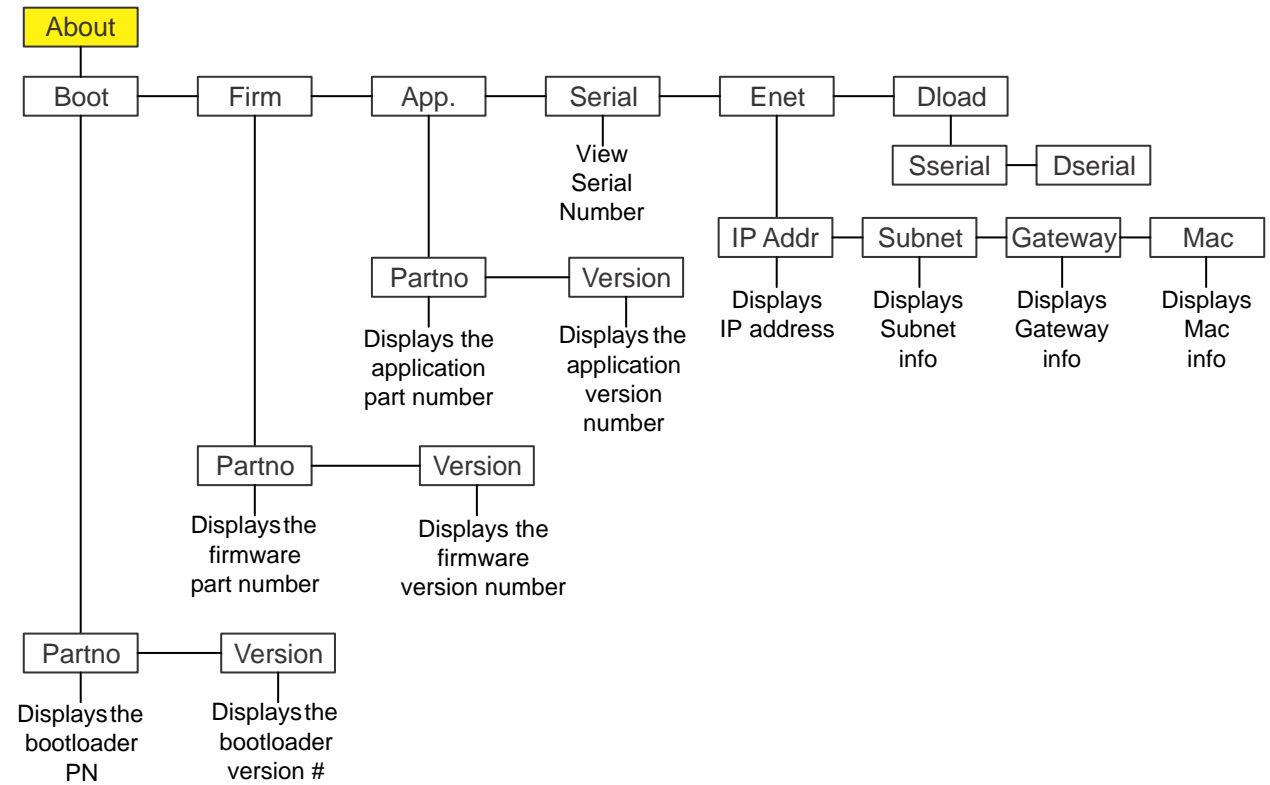 About
Boot
Firm
App.
Serial
Enet
Dload
View
Serial
Number
Sserial
Dserial
IP Addr
Subnet
Gateway
Mac
Displays
IP address
Displays
Subnet
info
Displays
Gateway
info
Displays
Mac
info
Partno
Version
Displays the
application
part number
Displays the
application
version
number
Partno
Version
Displays the
firmware
part number
Displays the
firmware
version number
Partno
Version
Displays the
bootloader
PN
Displays the
bootloader
version #